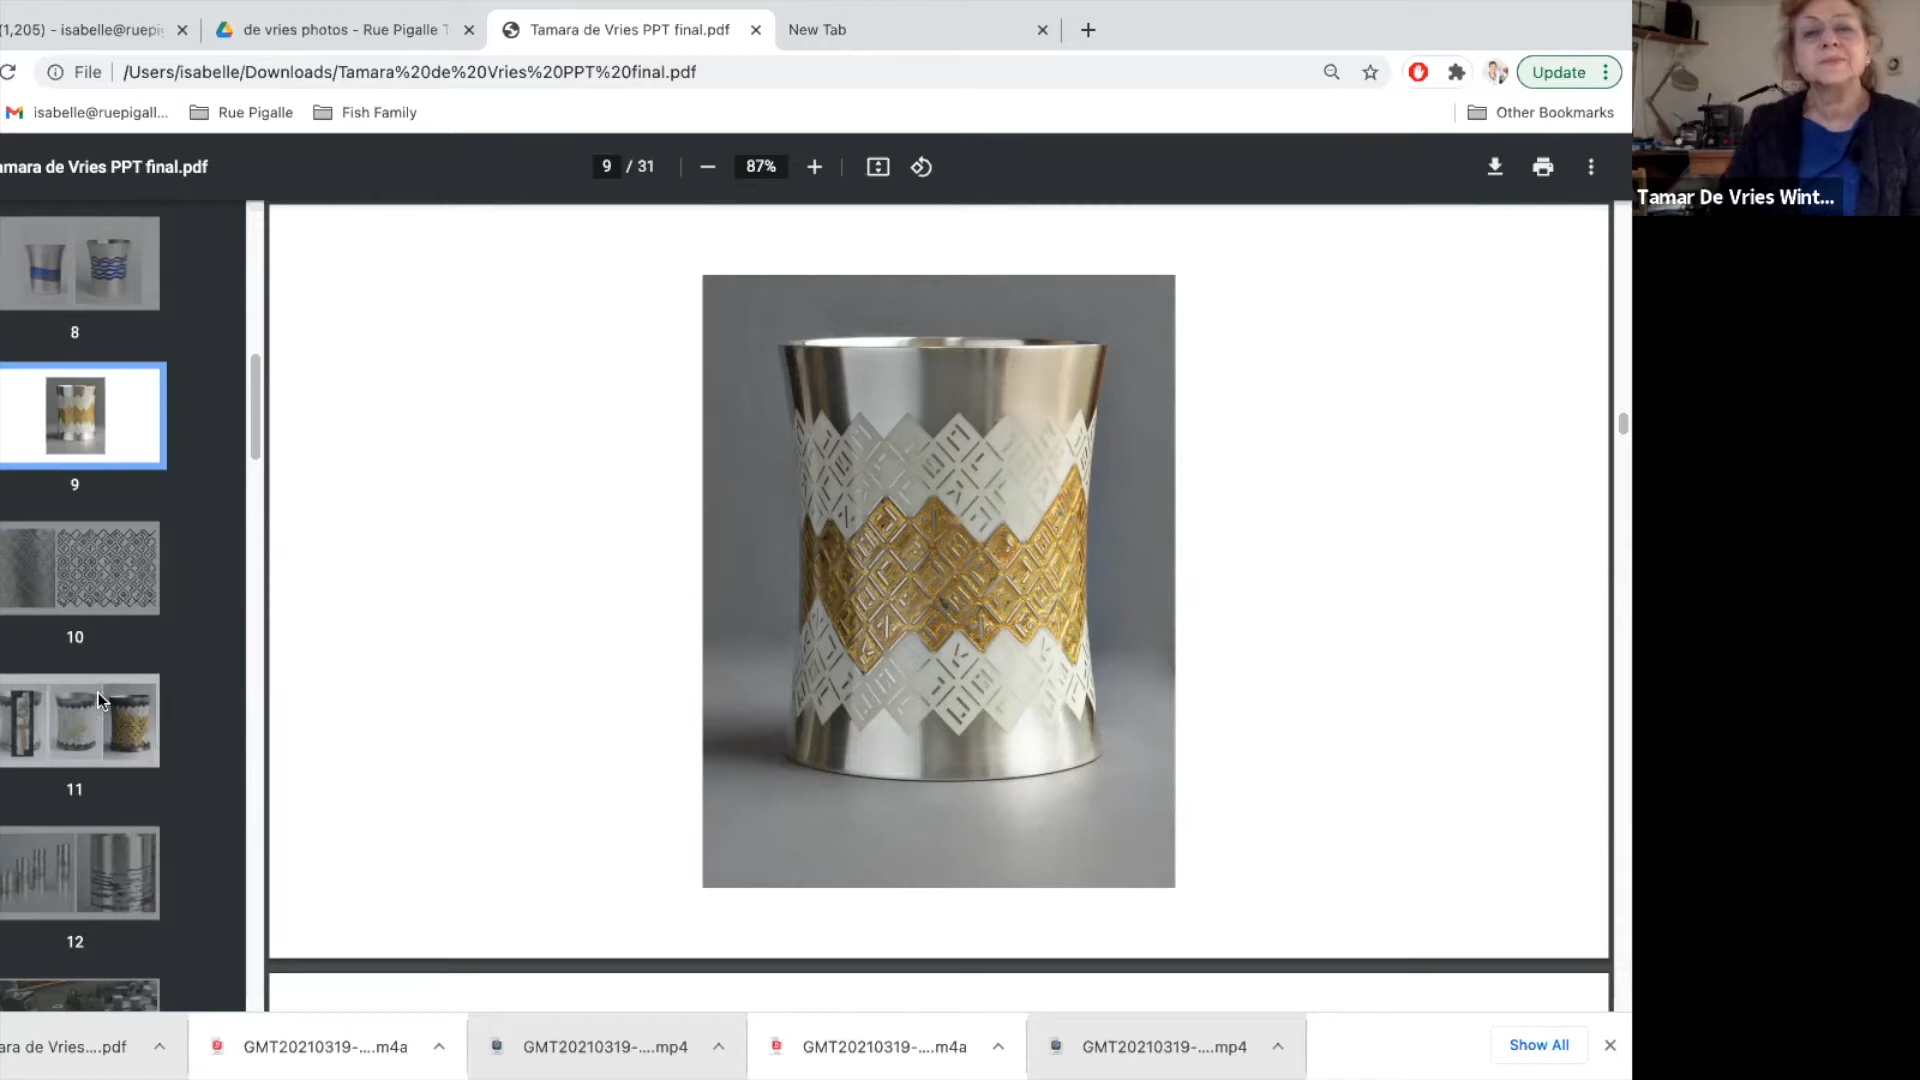 (1,205) - isabelle@ruepi
de vries photos - Rue Pigalle T
Tamara de Vries PPT final.pdf
New Tab
File
/Users/isabelle/Downloads/Tamara%20de%20Vries%20PPT%20final.pdf
Update
isabelle@ruepigall...
Rue Pigalle
Fish Family
Other Bookmarks
amara de Vries PPT final.pdf
9 / 31
87%
Tamar De Vries Wint...
8
9
10
11
12
ara de Vries....pdf
GMT20210319-....m4a
GMT20210319-....mp4
GMT20210319-....m4a
GMT20210319-....mp4
Show All